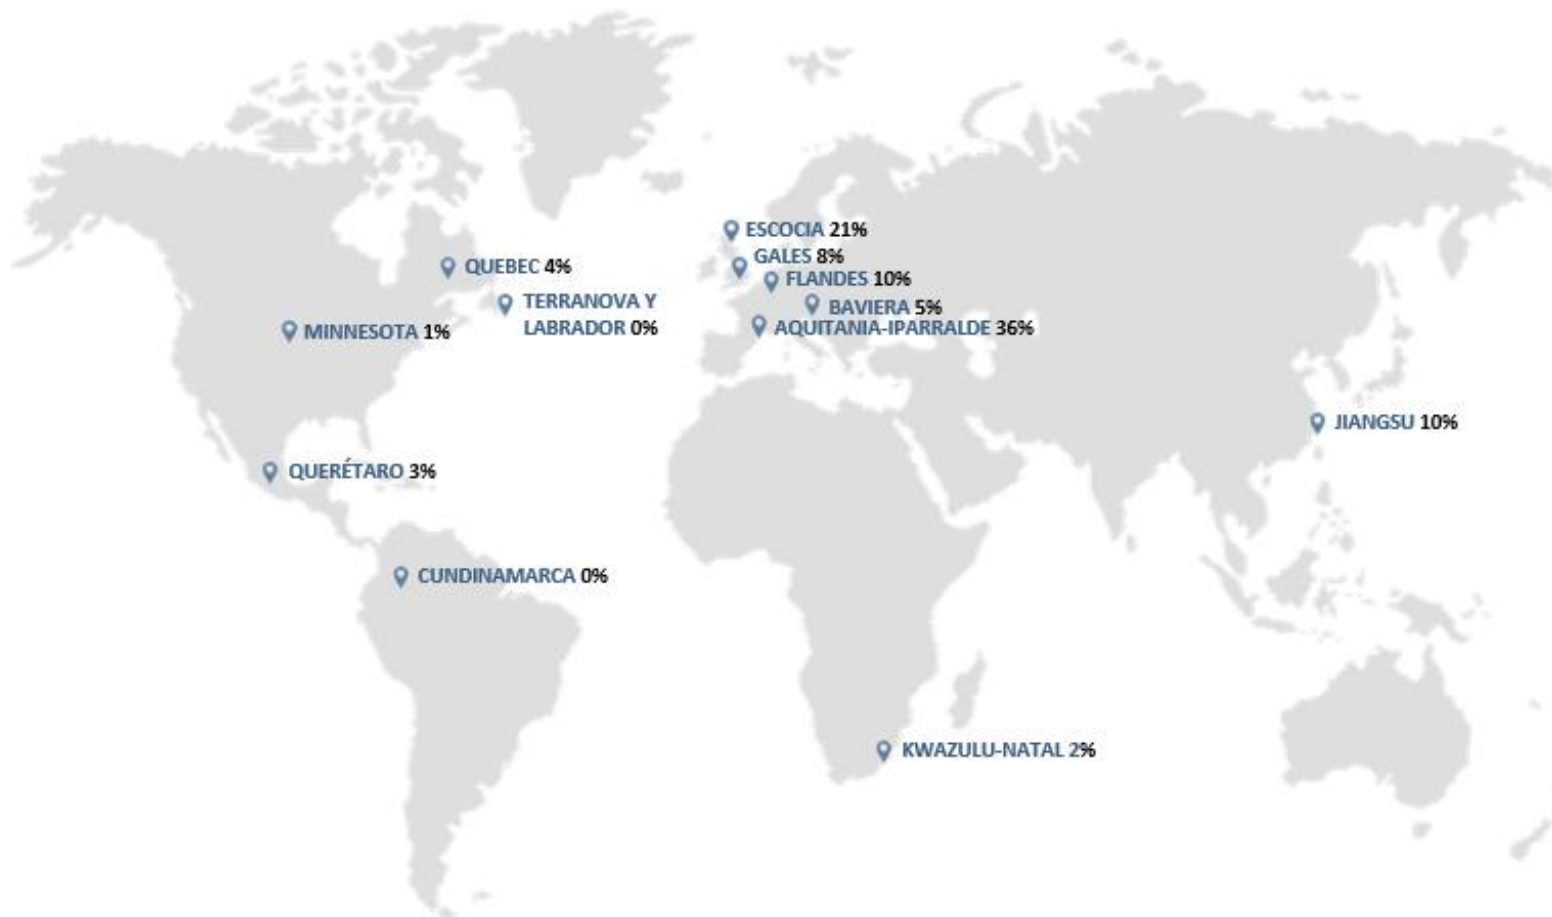 ESCOCIA 21%
GALES 8%
QUEBEC 4%
FLANDES 10%
TERRANOVA Y
LABRADOR 0%
BAVIERA 5%
MINNESOTA 1%
AQUITANIA-IPARRALDE 36%
JIANGSU 10%
QUERÉTARO 3%
CUNDINAMARCA 0%
KWAZULU-NATAL 2%